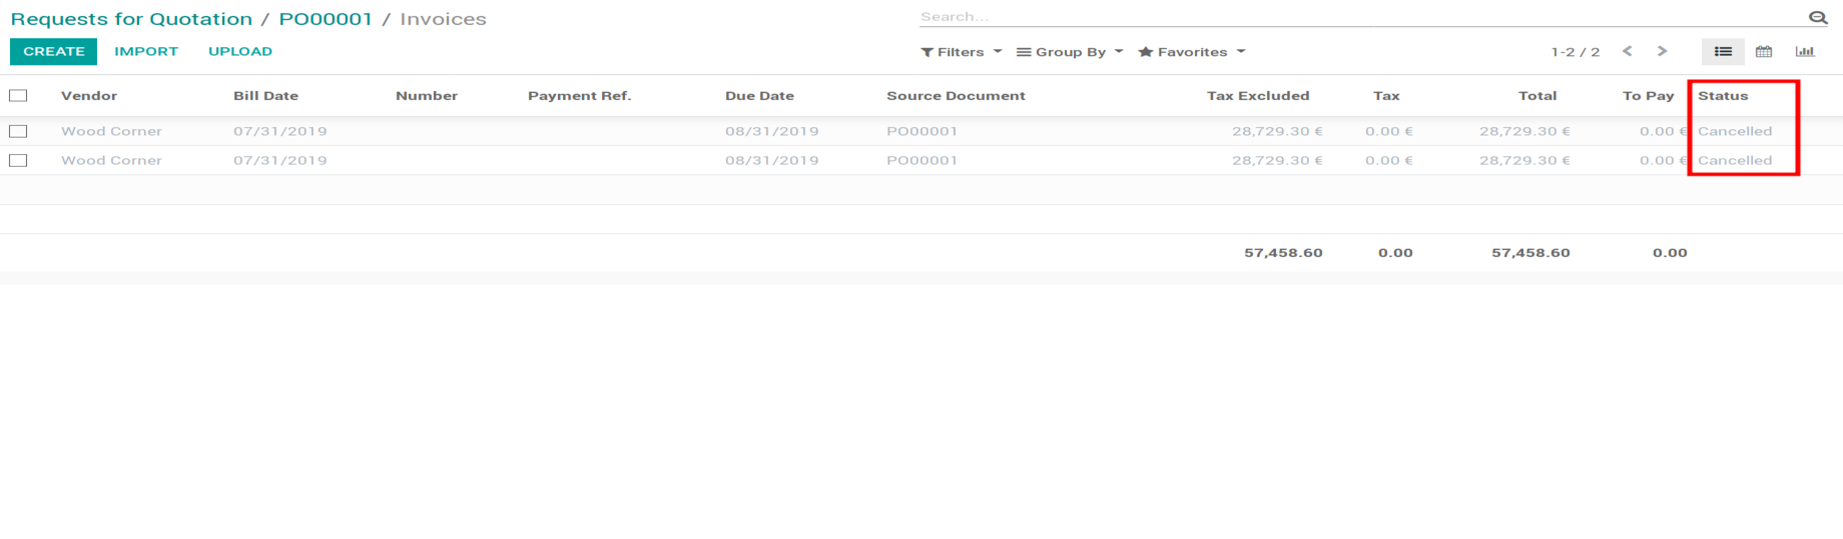 Requests for Quotation / PO00001 / Invoices
Search...
CREATE IMPORT UPLOAD
Filters Group By Favorites 1-2 / 2
Vendor Bill Date Number Payment Ref. Due Date Source Document Tax Excluded Tax Total To Pay Status
Wood Corner 07/31/2019 08/31/2019 PO00001 28,729.30 € 0.00 € 28,729.30 € 0.00 € Cancelled
Wood Corner 07/31/2019 08/31/2019 PO00001 28,729.30 € 0.00 € 28,729.30 € 0.00 € Cancelled
57,458.60 0.00 57,458.60 0.00